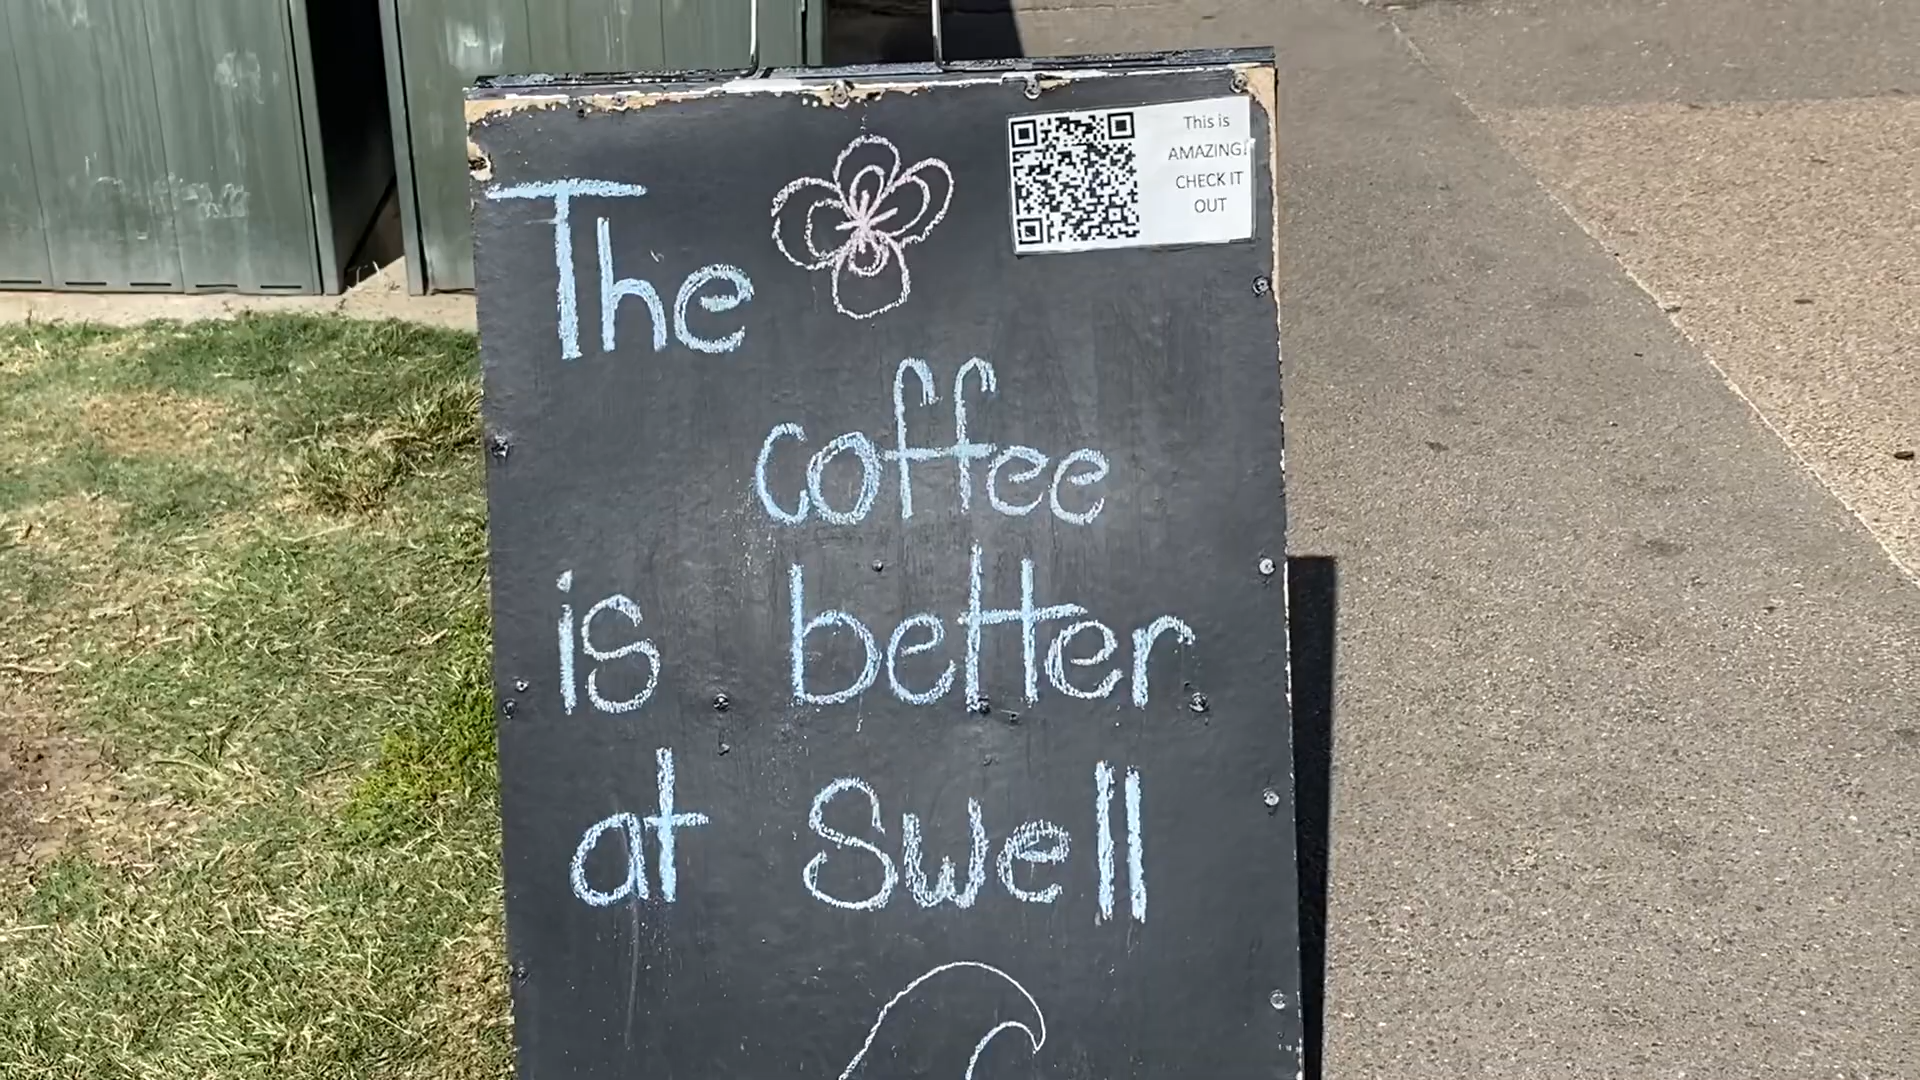 The
coffee
is better
at Swell
This is
AMAZING!
CHECK IT
OUT